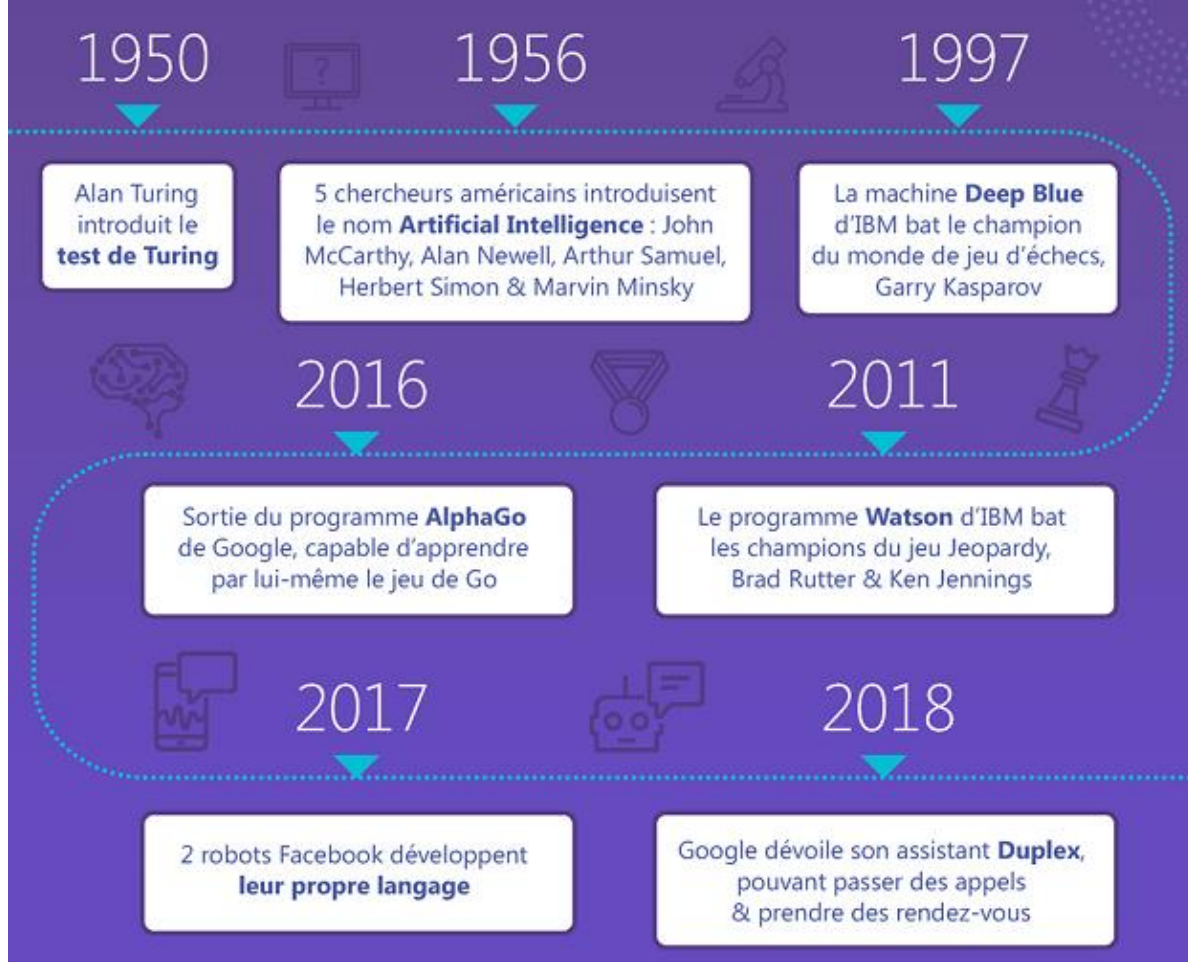 1950
1956
1997
Alan Turing
introduit le
test de Turing
5 chercheurs américains introduisent
le nom Artificial Intelligence : John
McCarthy, Alan Newell, Arthur Samuel,
Herbert Simon & Marvin Minsky
La machine Deep Blue
d'IBM bat le champion
du monde de jeu d'échecs,
Garry Kasparov
?
2011
Le programme Watson d'IBM bat
les champions du jeu Jeopardy,
Brad Rutter & Ken Jennings
2016
Sortie du programme AlphaGo
de Google, capable d'apprendre
par lui-même le jeu de Go
2017
2 robots Facebook développent
leur propre langage
2018
Google dévoile son assistant Duplex,
pouvant passer des appels
& prendre des rendez-vous